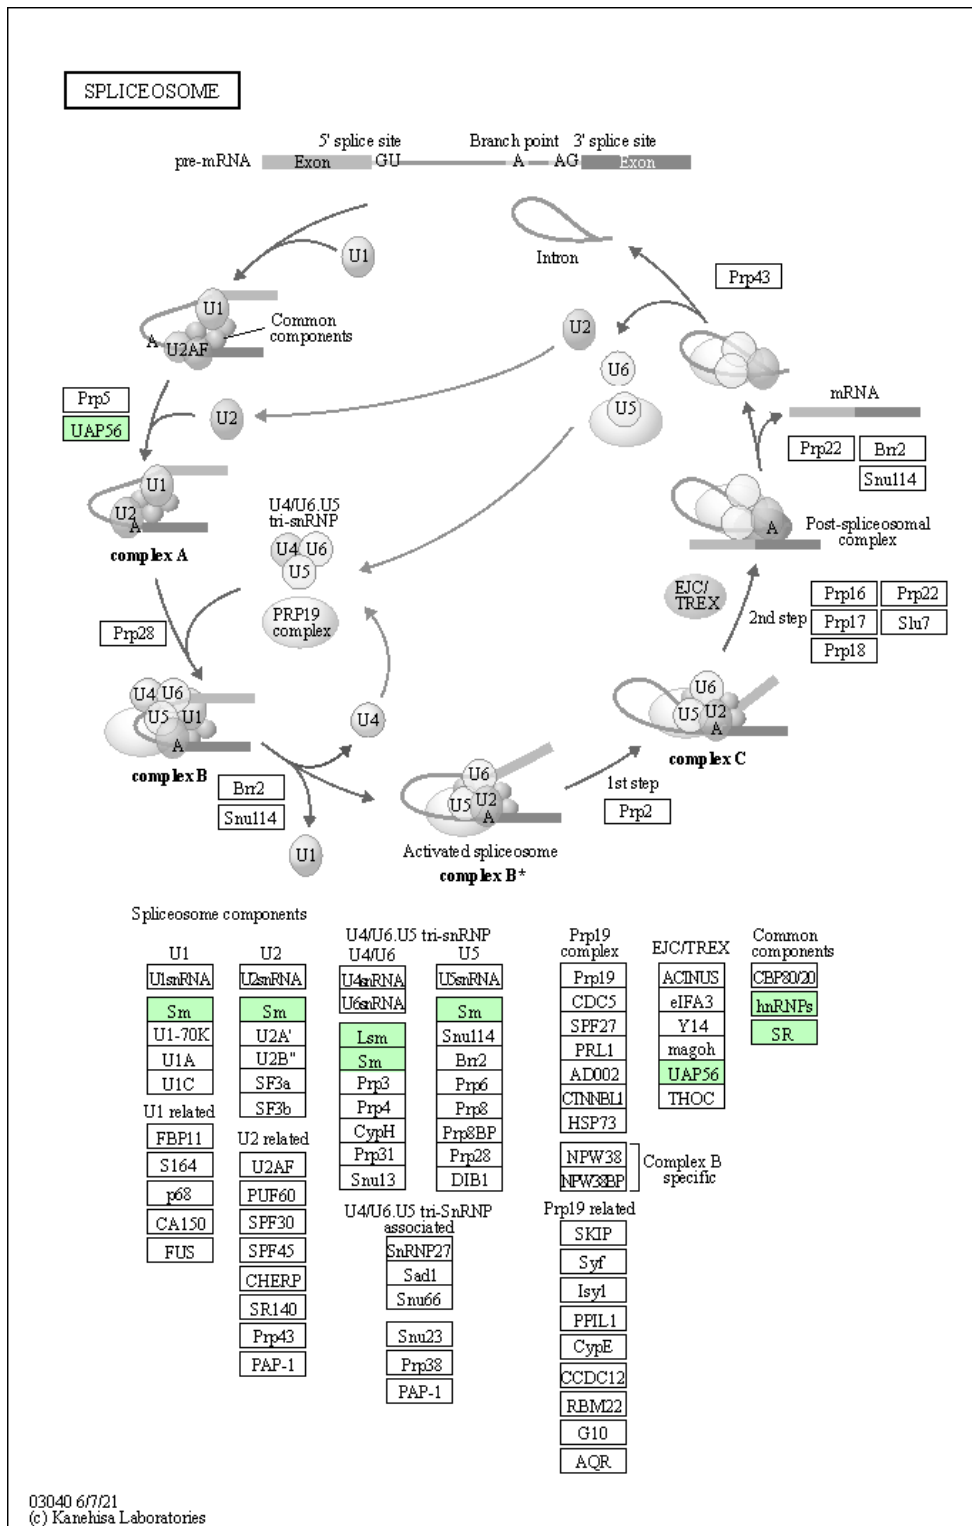 SPLICEOSOME
5' splice site
Branch point
3' splice site
pre-mRNA
Exon
GU
A
AG
Exon
U1
Intron
Prp43
U1
A
U2AF
Common
components
U2
U6
U5
mRNA
Prp5
UAP56
U2
Prp22
Brr2
Snu114
U1
U2
A
complex A
U4/U6.U5
tri-snRNP
U4
U6
U5
PRP19
complex
A
Post-spliceosomal
complex
EJC/
TREX
2nd step
Prp16
Prp22
Prp17
Slu7
Prp18
Prp28
U4
U6
U5
U1
A
complex B
U4
U6
U5
U2
A
complex C
Brr2
Snu114
U1
U6
U5
U2
A
1st step
Prp2
Activated spliceosome
complex B*
Spliceosome components
U1
U1snRNA
Sm
U1-70K
U1A
U1C
U1 related
FBP11
S164
p68
CA150
FUS
U2
U2snRNA
Sm
U2A'
U2B"
SF3a
SF3b
U2 related
U2AF
PUF60
SPF30
SPF45
CHERP
SR140
Prp43
PAP-1
U4/U6.U5 tri-snRNP
U4/U6
U4snRNA
U6snRNA
Lsm
Sm
Prp3
Prp4
CypH
Prp31
Snu13
U5
U5snRNA
Sm
Snu114
Brr2
Prp6
Prp8
Prp8BP
Prp28
DIB1
U4/U6.U5 tri-SnRNP
associated
SnRNP27
Sad1
Snu66
Snu23
Prp38
PAP-1
Prp19
complex
Prp19
CDC5
SPF27
PRL1
AD002
CTNNBL1
HSP73
NPW38
NPW38BP
Complex B
specific
Prp19 related
SKIP
Syf
Isy1
PPIL1
CypE
CCDC12
RBM22
G10
AQR
EJC/TREX
ACINUS
eIFA3
Y14
magoh
UAP56
THOC
Common
components
CBP80/20
hnRNPs
SR
03040 6/7/21
(c) Kanehisa Laboratories